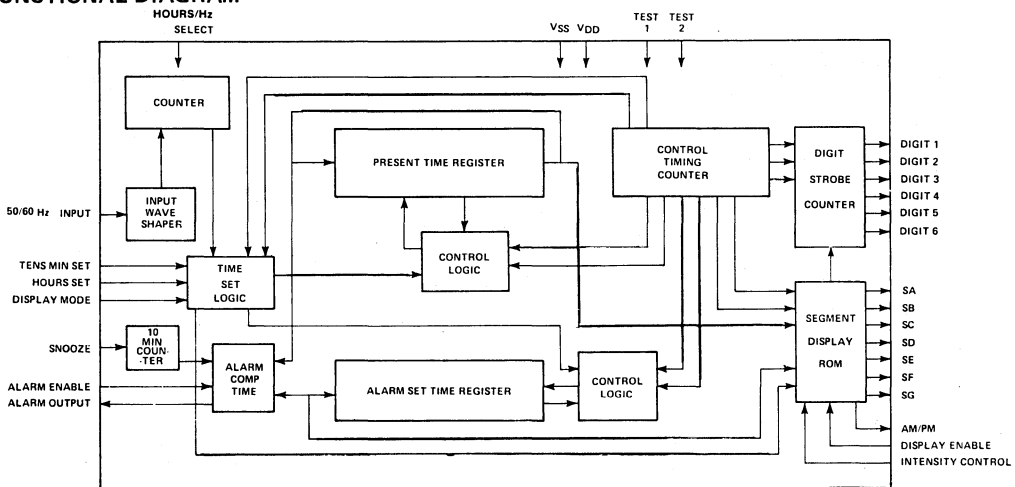 FUNCTIONAL DIAGRAM
HOURS/Hz
SELECT
VSS VDD
TEST
1
TEST
2
COUNTER
INPUT
WAVE
SHAPER
50/60 Hz INPUT
PRESENT TIME REGISTER
CONTROL
TIMING
COUNTER
DIGIT
STROBE
COUNTER
DIGIT 1
DIGIT 2
DIGIT 3
DIGIT 4
DIGIT 5
DIGIT 6
TENS MIN SET
HOURS SET
DISPLAY MODE
TIME
SET
LOGIC
CONTROL
LOGIC
SNOOZE
10
MIN
COUN-
TER
ALARM ENABLE
ALARM OUTPUT
ALARM
COMP
TIME
ALARM SET TIME REGISTER
CONTROL
LOGIC
SEGMENT
DISPLAY
ROM
SA
SB
SC
SD
SE
SF
SG
AM/PM
DISPLAY ENABLE
INTENSITY CONTROL